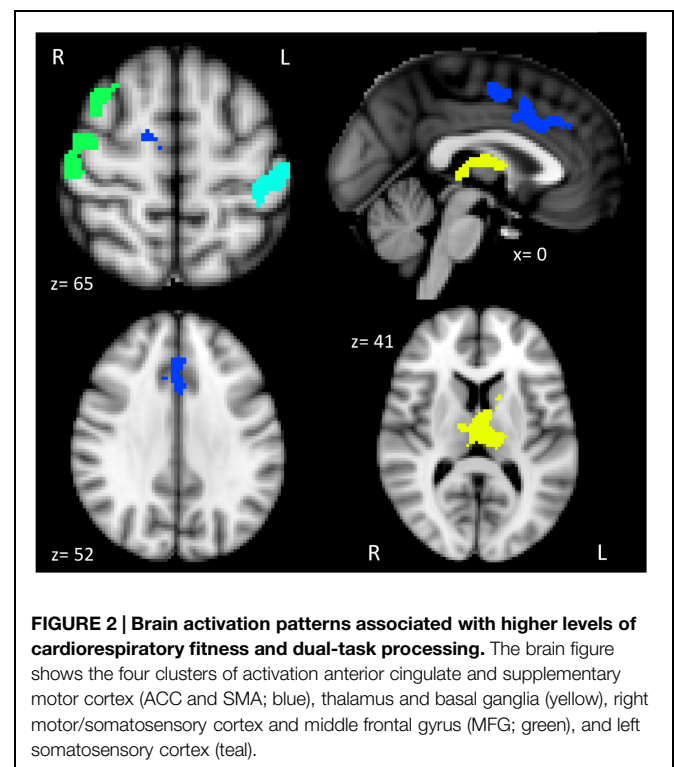 R
L
z= 65
x= 0
z= 41
z= 52
R
L
FIGURE 2 | Brain activation patterns associated with higher levels of
cardiorespiratory fitness and dual-task processing. The brain figure
shows the four clusters of activation anterior cingulate and supplementary
motor cortex (ACC and SMA; blue), thalamus and basal ganglia (yellow), right
motor/somatosensory cortex and middle frontal gyrus (MFG; green), and left
somatosensory cortex (teal).